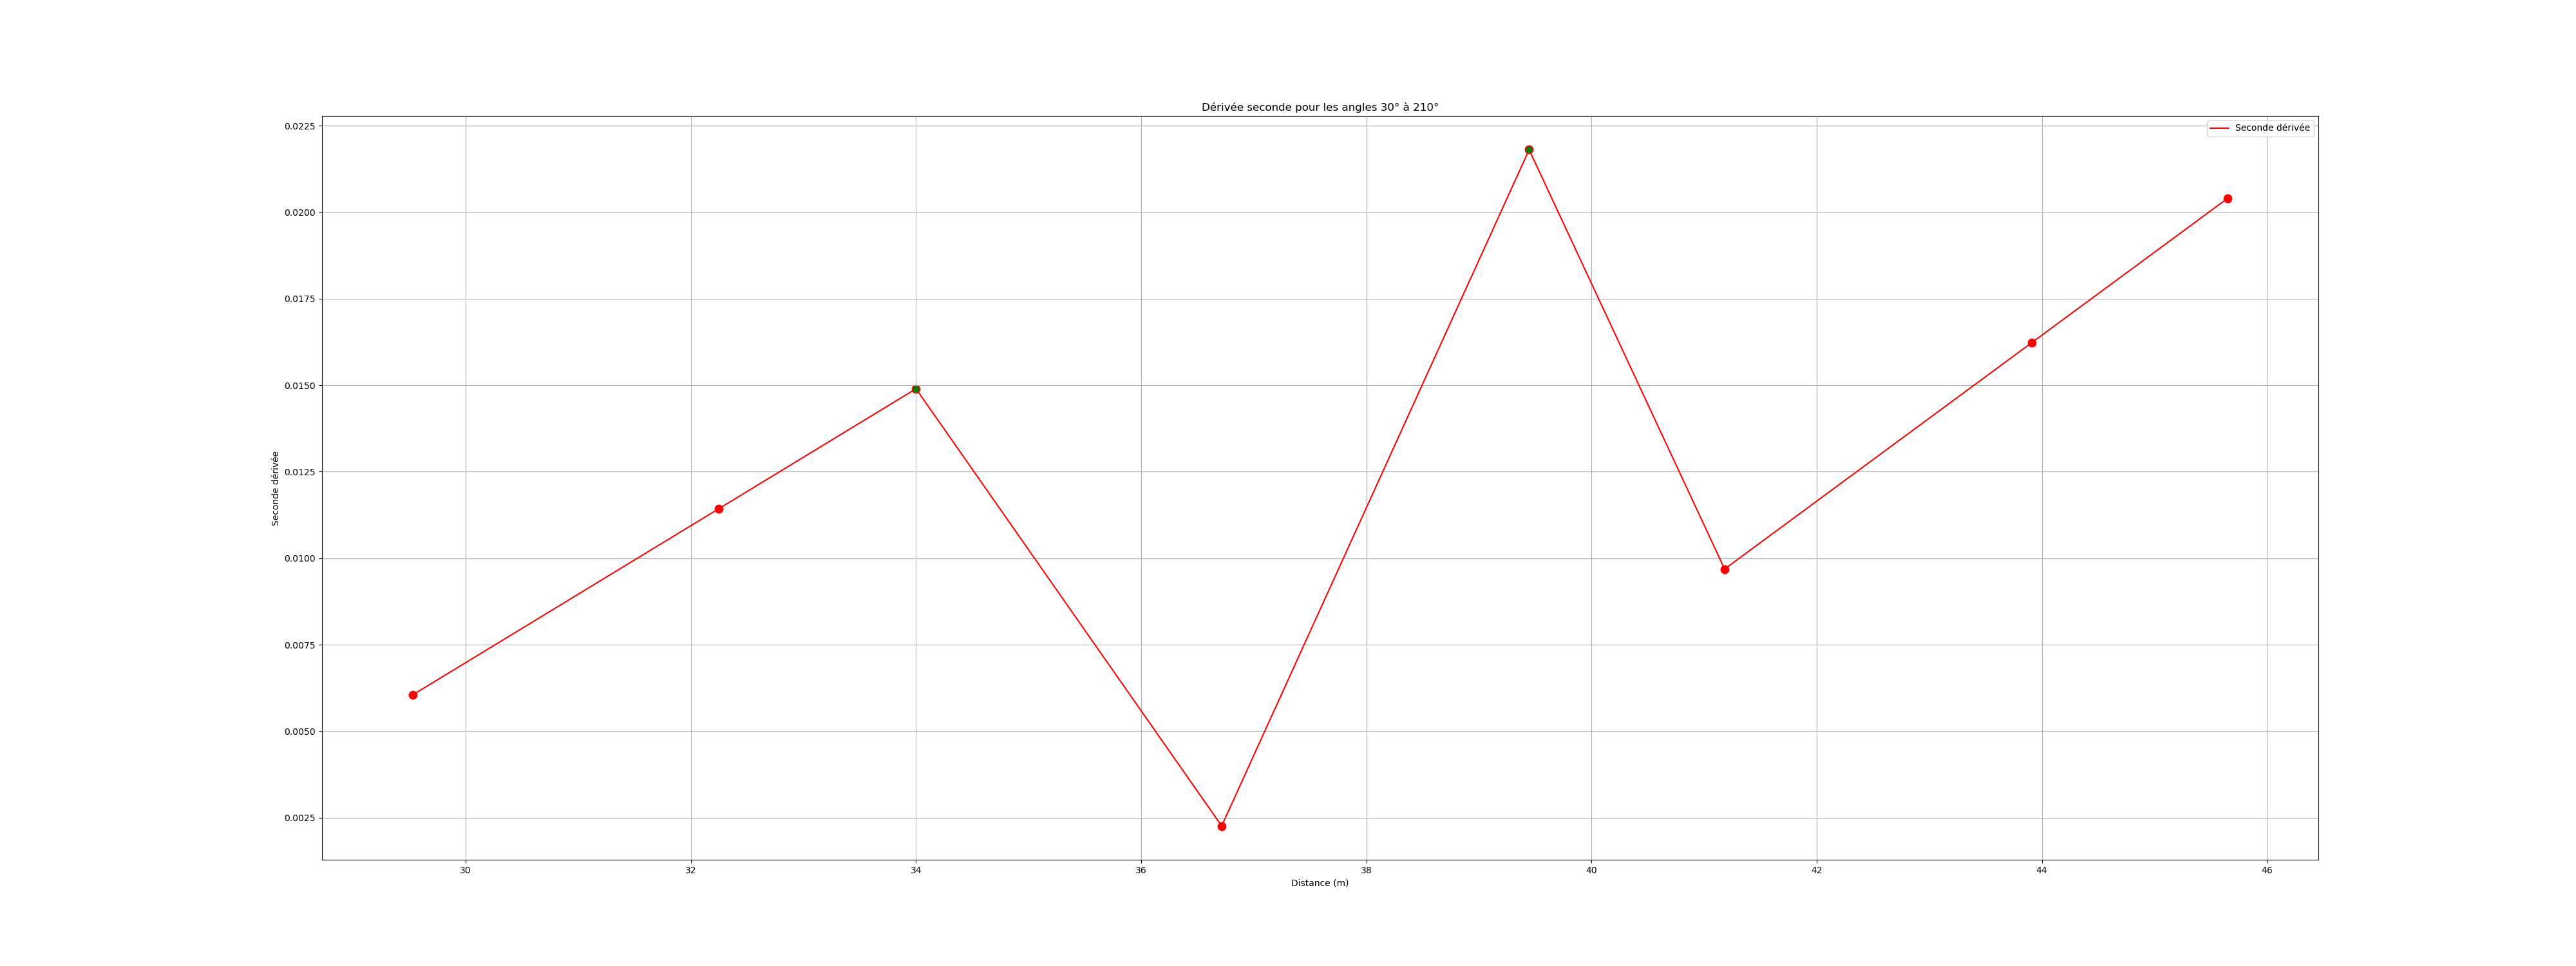 Dérivée seconde pour les angles 30° à 210°
Seconde dérivée
0.0225
0.0200
0.0175
0.0150
0.0125
0.0100
0.0075
0.0050
0.0025
Seconde dérivée
30 32 34 36 38 40 42 44 46
Distance (m)